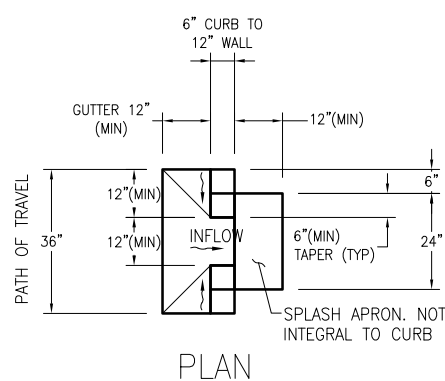 6" CURB TO
12" WALL
GUTTER 12"
(MIN)
12"(MIN)
PATH OF TRAVEL
36"
12"(MIN)
12"(MIN)
INFLOW
6"
24"
6"(MIN)
TAPER (TYP)
SPLASH APRON. NOT
INTEGRAL TO CURB
PLAN